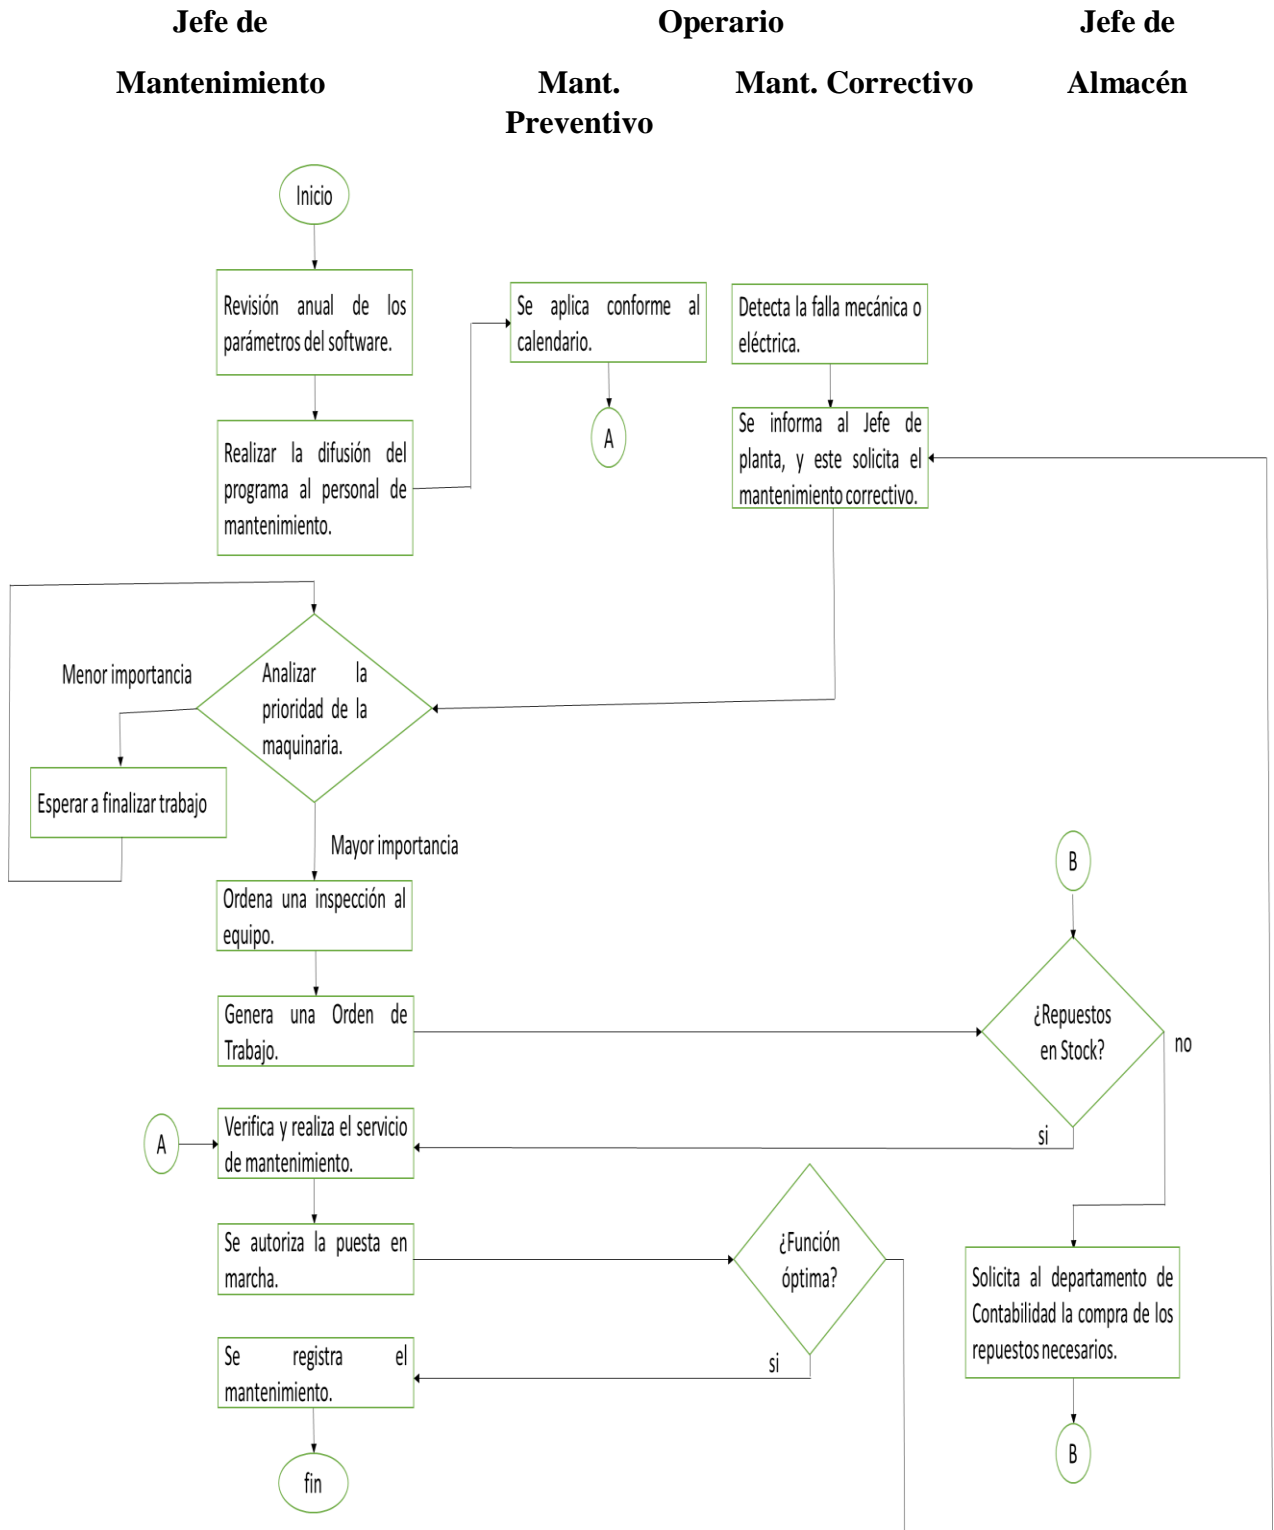 Jefe de
Operario
Jefe de
Mantenimiento
Mant.
Preventivo
Mant. Correctivo
Almacén
Inicio
Revisión anual de los
parámetros del software.
Se aplica conforme al
calendario.
Detecta la falla mecánica o
eléctrica.
Realizar la difusión del
programa al personal de
mantenimiento.
A
Se informa al Jefe de
planta, y este solicita el
mantenimiento correctivo.
Menor importancia
Analizar la
prioridad de la
maquinaria.
Esperar a finalizar trabajo
Mayor importancia
B
Ordena una inspección al
equipo.
Genera una Orden de
Trabajo.
¿Repuestos
en Stock?
no
A
Verifica y realiza el servicio
de mantenimiento.
si
Se autoriza la puesta en
marcha.
¿Función
óptima?
Solicita al departamento de
Contabilidad la compra de los
repuestos necesarios.
Se registra el
mantenimiento.
si
fin
B